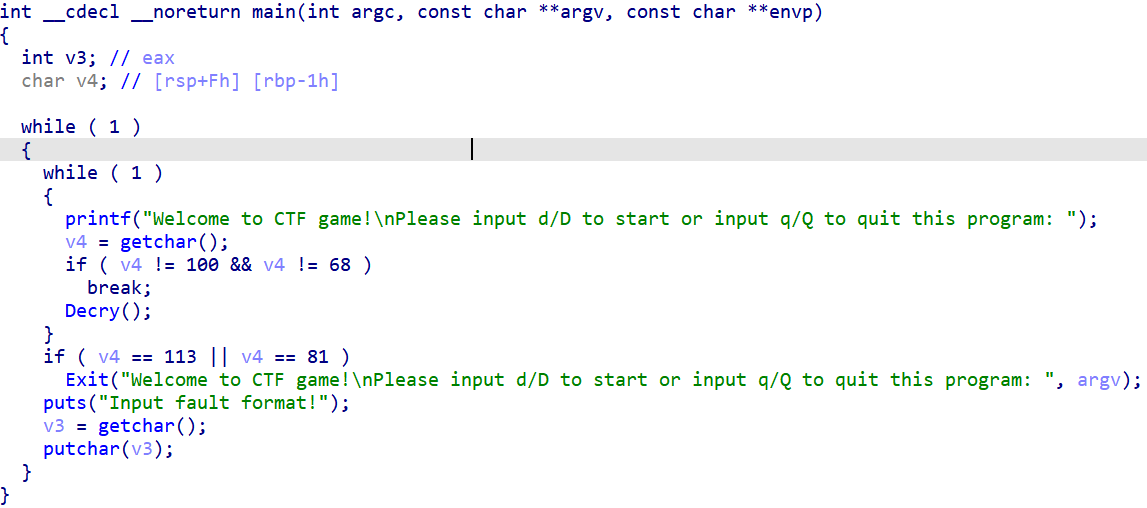 int __cdecl __noreturn main(int argc, const char **argv, const char **envp)
{
  int v3; // eax
  char v4; // [rsp+Fh] [rbp-1h]

  while ( 1 )
  {
    while ( 1 )
    {
      printf("Welcome to CTF game!\nPlease input d/D to start or input q/Q to quit this program: ");
      v4 = getchar();
      if ( v4 != 100 && v4 != 68 )
        break;
      Decry();
    }
    if ( v4 == 113 || v4 == 81 )
      Exit("Welcome to CTF game!\nPlease input d/D to start or input q/Q to quit this program: ", argv);
    puts("Input fault format!");
    v3 = getchar();
    putchar(v3);
  }
}